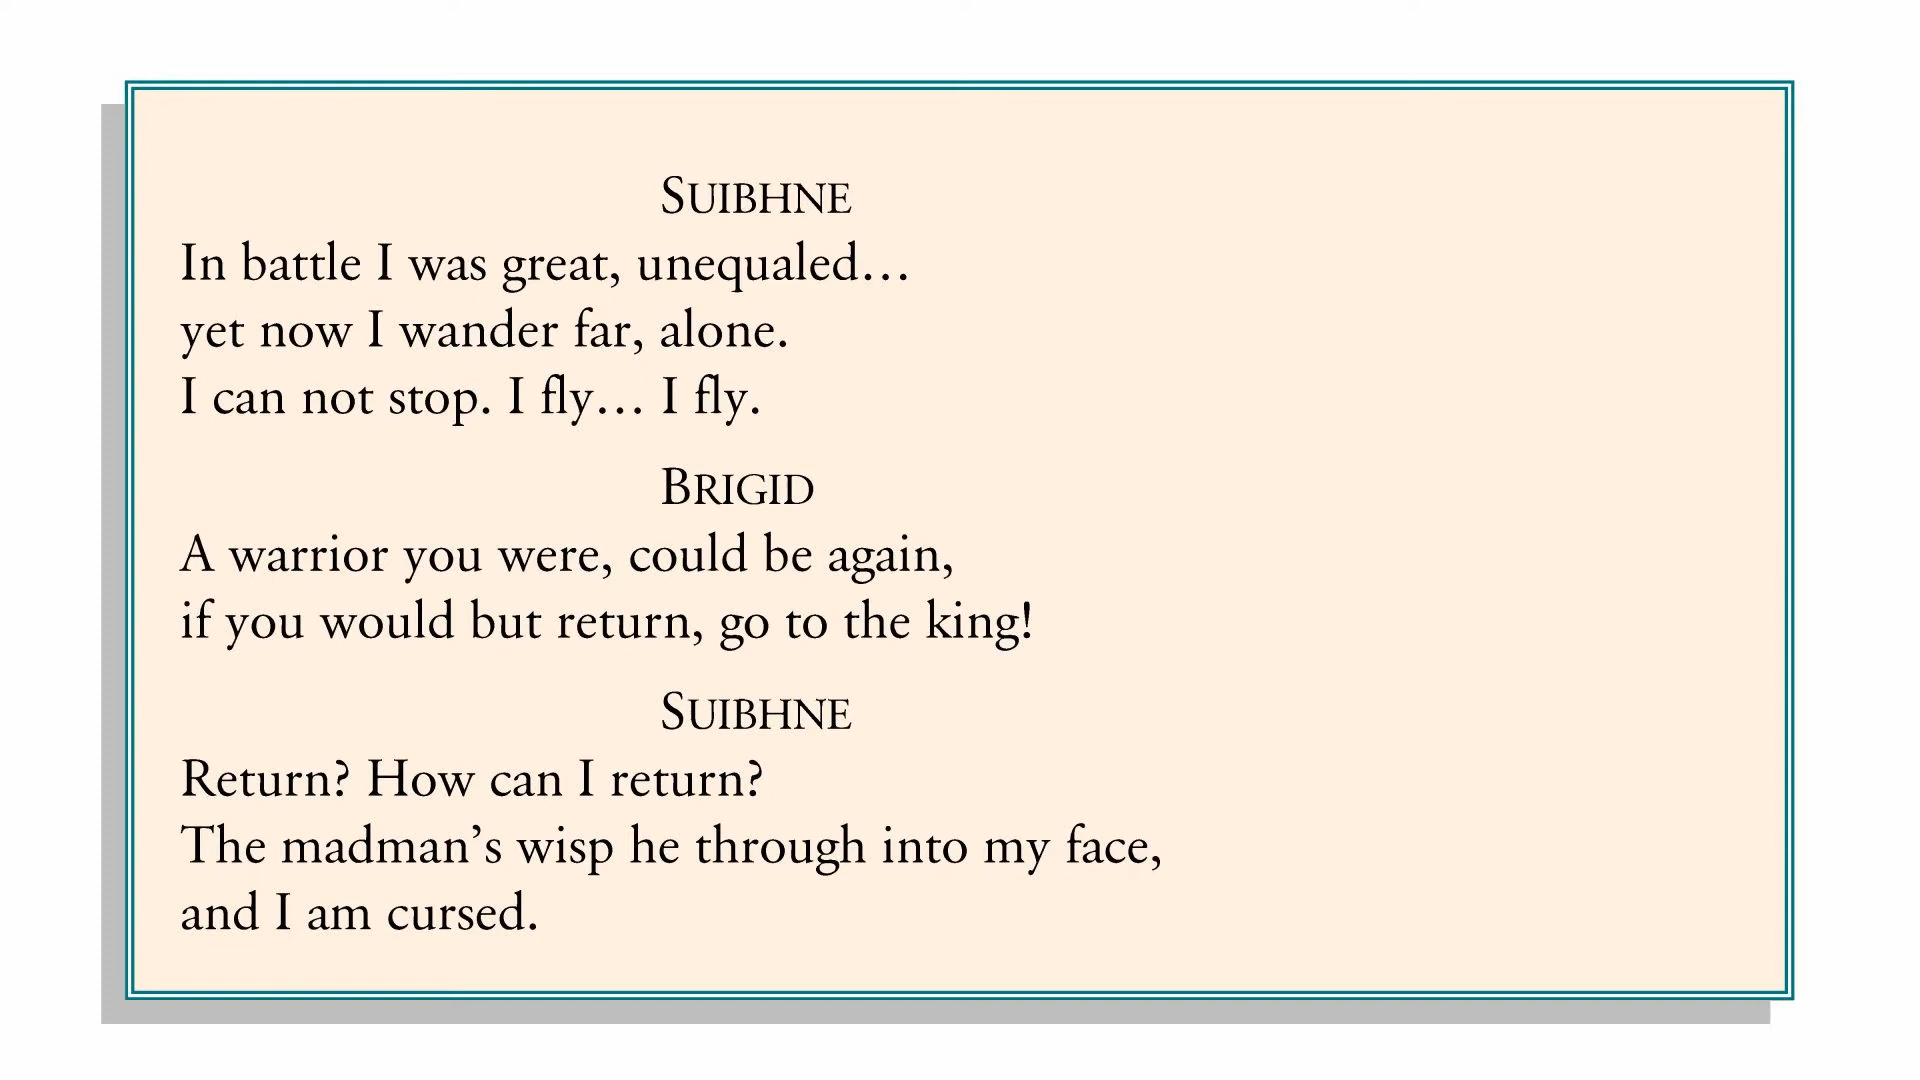 SUIBHNE
In battle I was great, unequaled…
yet now I wander far, alone.
I can not stop. I fly… I fly.
BRIGID
A warrior you were, could be again,
if you would but return, go to the king!
SUIBHNE
Return? How can I return?
The madman’s wisp he through into my face,
and I am cursed.